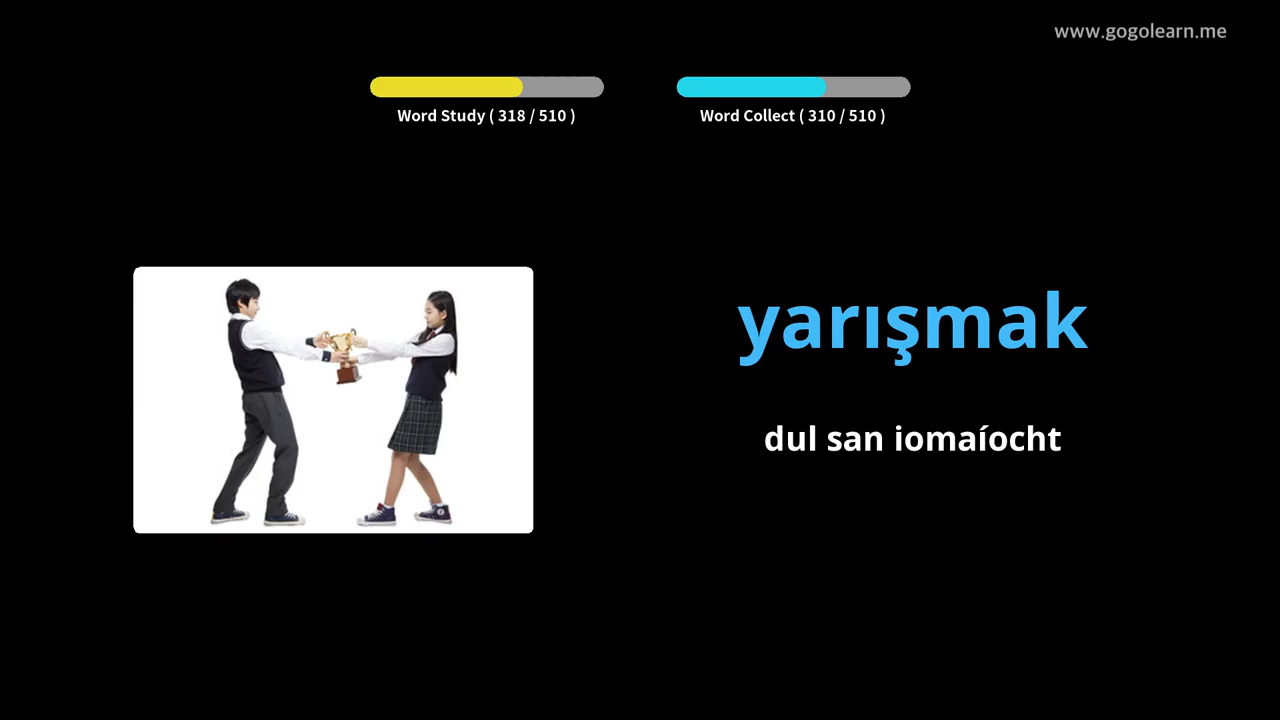 www.gogolearn.me
Word Study ( 318 / 510 )
Word Collect ( 310 / 510 )
yarışmak
dul san iomaíocht